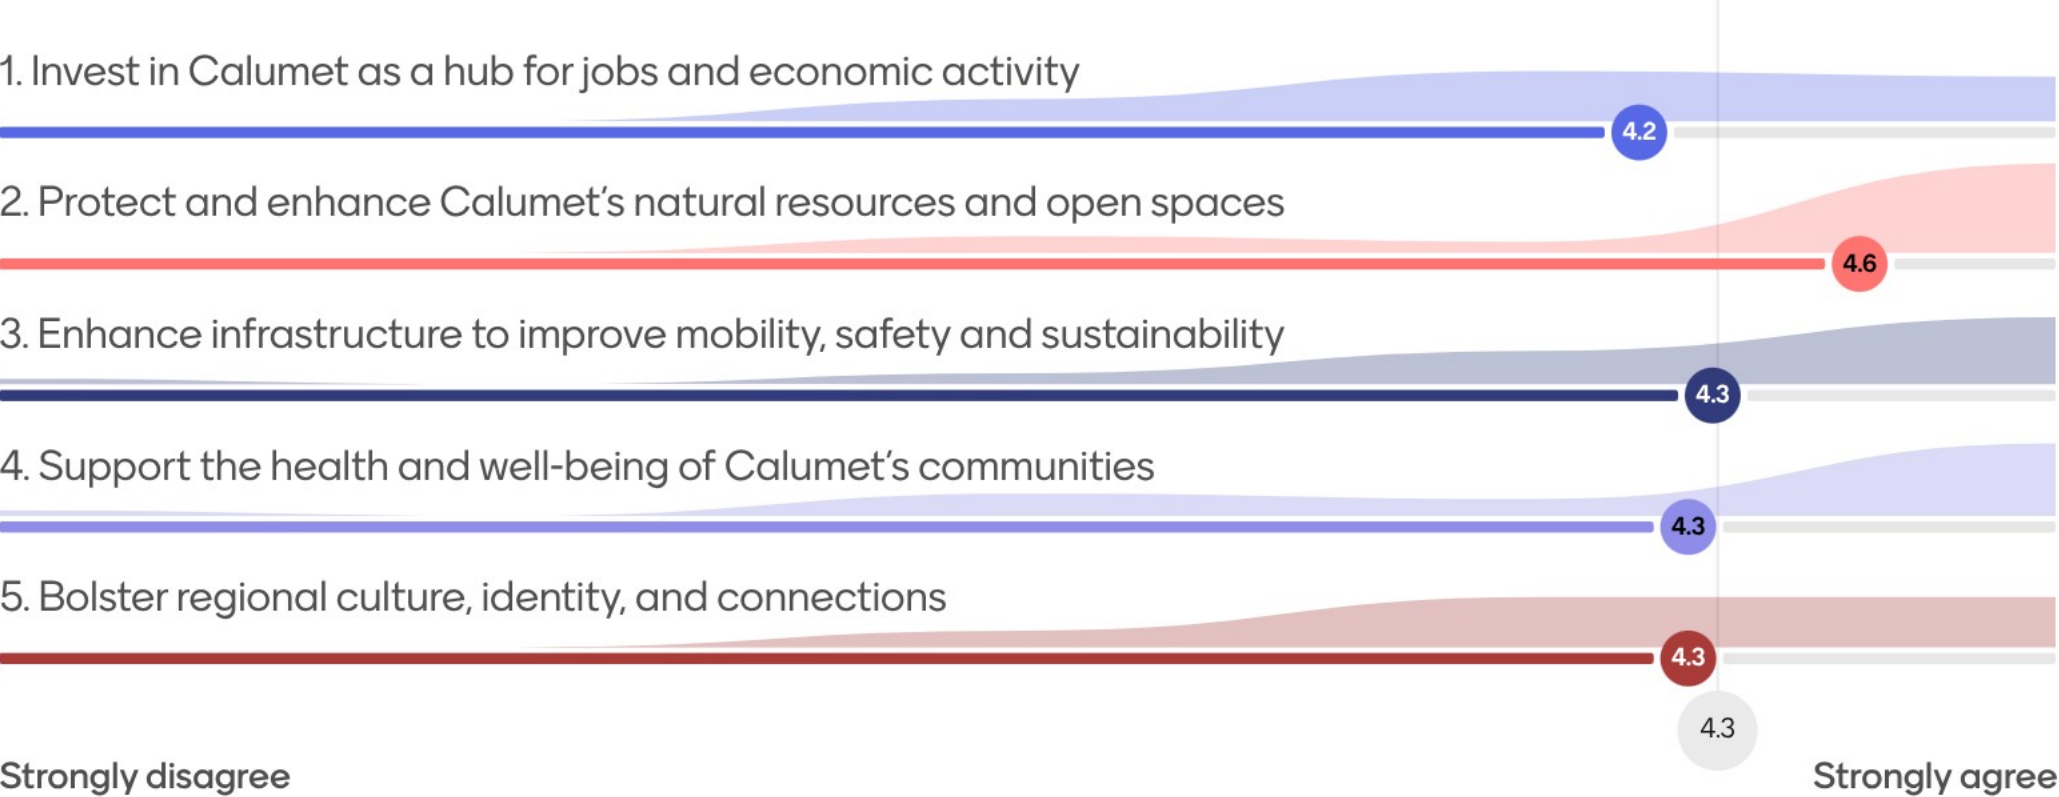 1. Invest in Calumet as a hub for jobs and economic activity
4.2
2. Protect and enhance Calumet’s natural resources and open spaces
4.6
3. Enhance infrastructure to improve mobility, safety and sustainability
4.3
4. Support the health and well-being of Calumet’s communities
4.3
5. Bolster regional culture, identity, and connections
4.3
4.3
Strongly disagree
Strongly agree